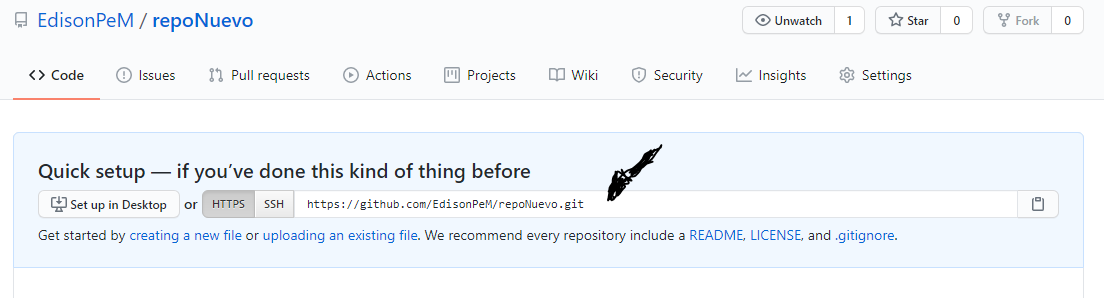 EdisonPeM / repoNuevo
Unwatch 1 Star 0 Fork 0
Code Issues Pull requests Actions Projects Wiki Security Insights Settings
Quick setup — if you’ve done this kind of thing before
Set up in Desktop or HTTPS SSH https://github.com/EdisonPeM/repoNuevo.git
Get started by creating a new file or uploading an existing file. We recommend every repository include a README, LICENSE, and .gitignore.